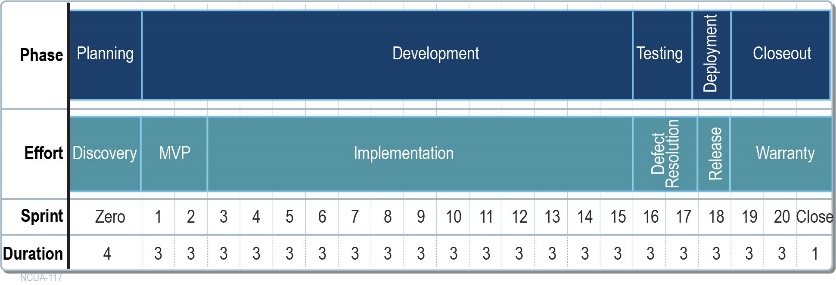 Phase Planning Development Testing Deployment Closeout
Effort Discovery MVP Implementation Defect Resolution Release Warranty
Sprint Zero 1 2 3 4 5 6 7 8 9 10 11 12 13 14 15 16 17 18 19 20 Close
Duration 4 3 3 3 3 3 3 3 3 3 3 3 3 3 3 3 3 3 3 3 3 1
NCUA-117